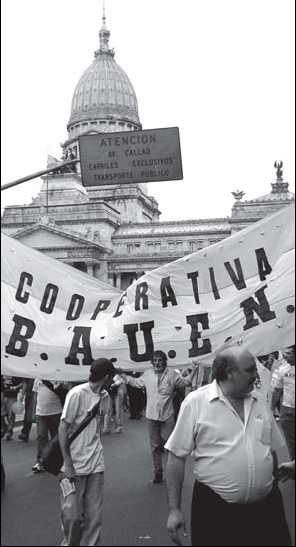 ATENCION
AV. CALLAO
CARRILES EXCLUSIVOS
TRANSPORTE PUBLICO
COOPERATIVA
B.A.U.E.N.